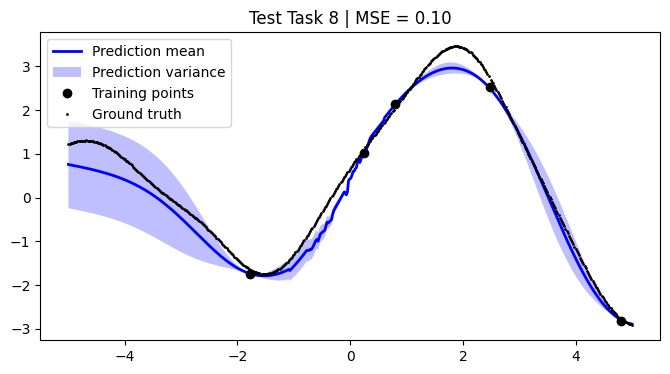 Test Task 8 | MSE = 0.10
Prediction mean
Prediction variance
Training points
Ground truth
3
2
1
0
−1
−2
−3
−4
−2
0
2
4